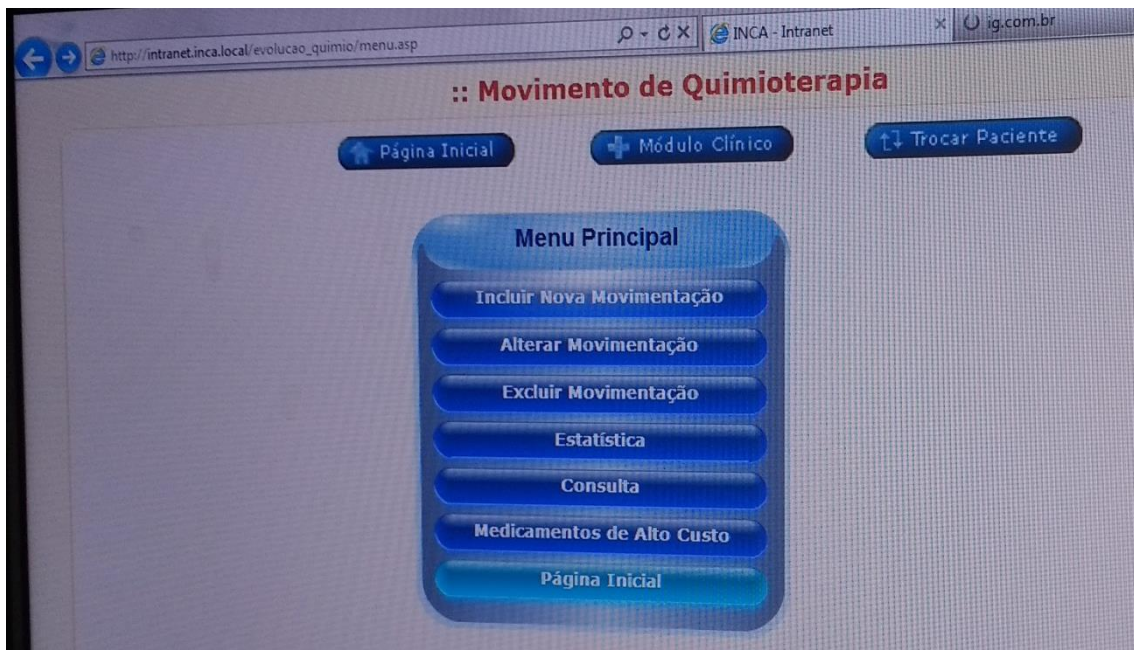 http://intranet.inca.local/evolucao_quimio/menu.asp
INCA - Intranet
ig.com.br
:: Movimento de Quimioterapia
Página Inicial
Módulo Clínico
Trocar Paciente
Menu Principal
Incluir Nova Movimentação
Alterar Movimentação
Excluir Movimentação
Estatística
Consulta
Medicamentos de Alto Custo
Página Inicial